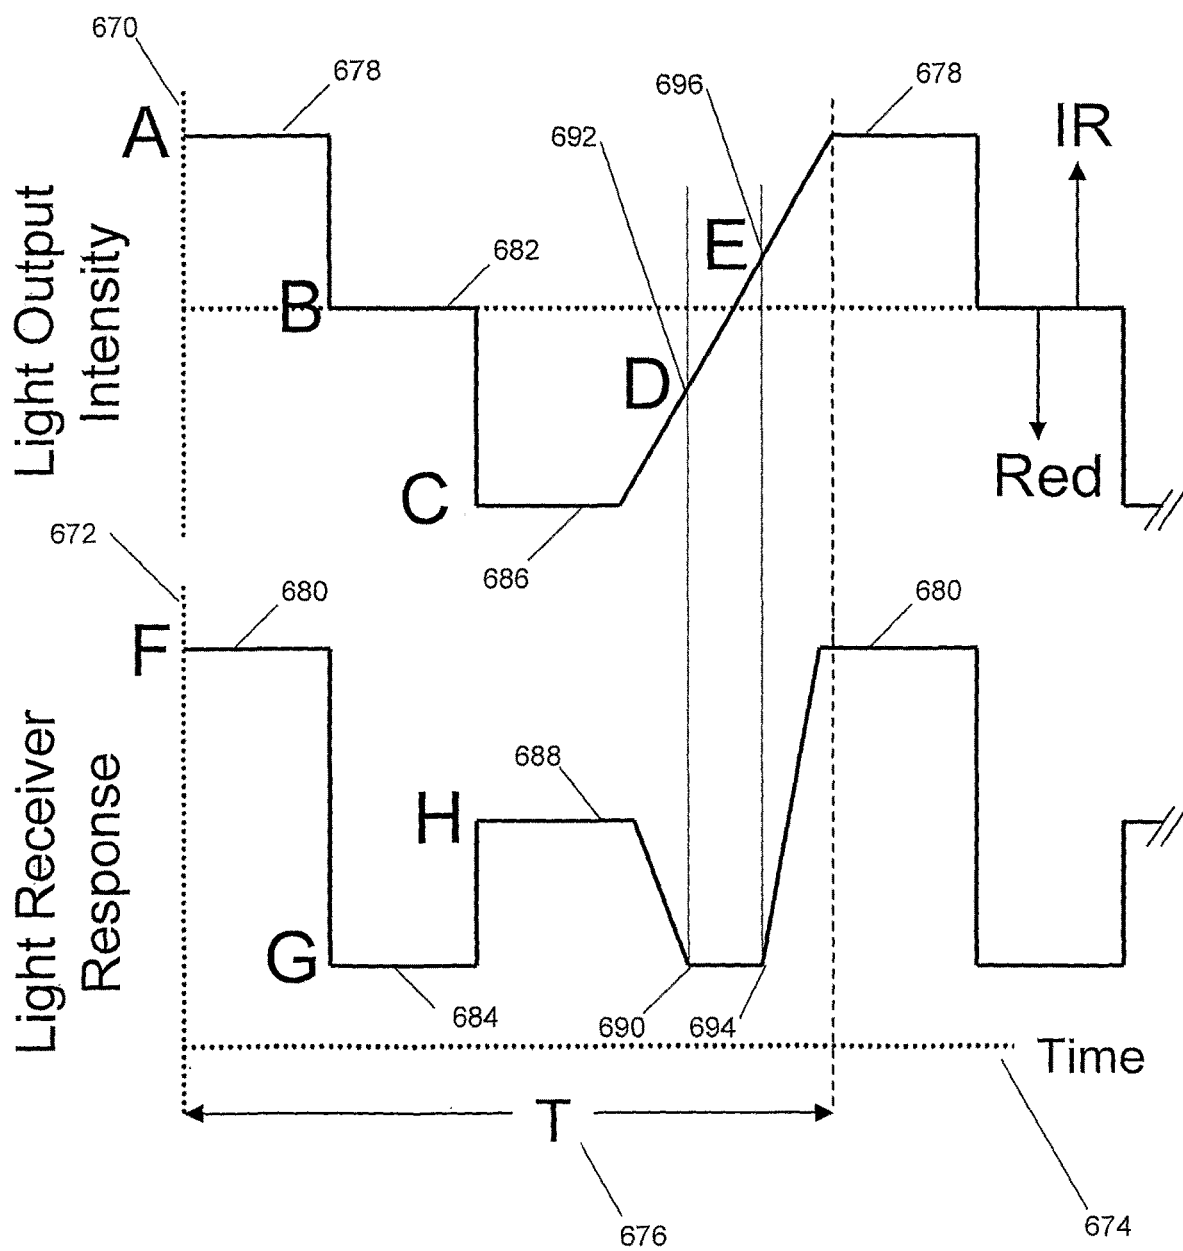 670
678
696
678
692
A
IR
E
682
B
Light Output
Intensity
D
Red
C
672
686
680
680
F
688
H
Light Receiver
Response
G
684
690
694
Time
T
676
674